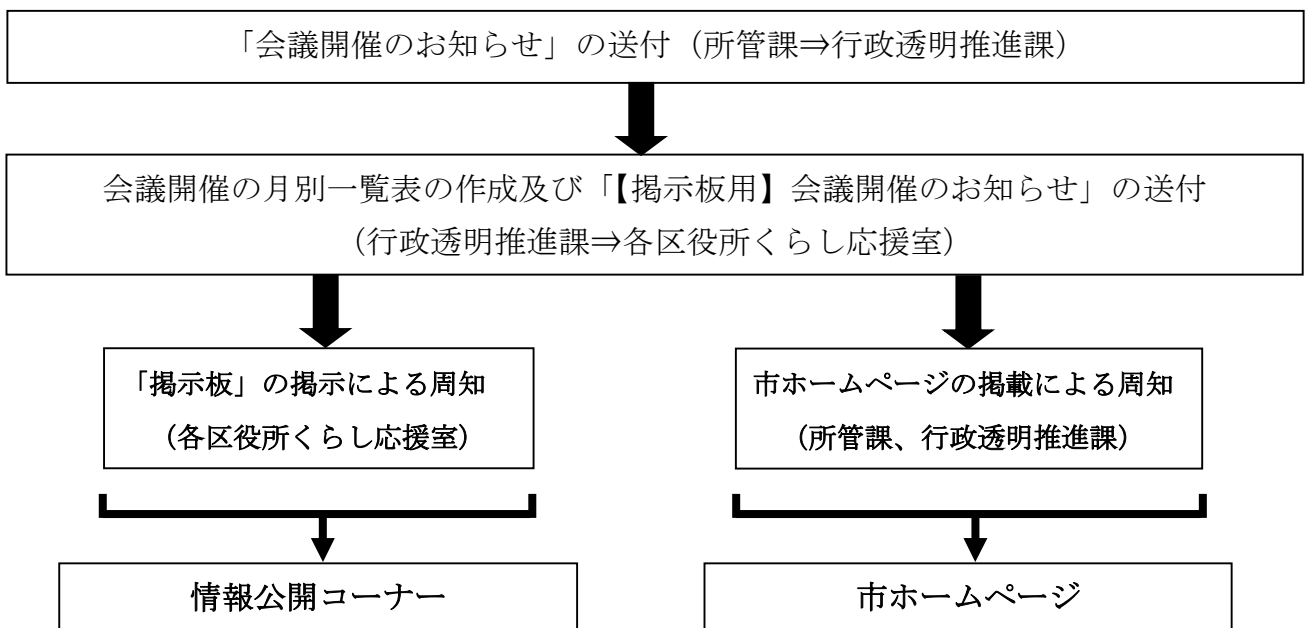 「会議開催のお知らせ」の送付（所管課⇒行政透明推進課）
会議開催の月別一覧表の作成及び「【掲示板用】会議開催のお知らせ」の送付
（行政透明推進課⇒各区役所くらし応援室）
「掲示板」の掲示による周知
（各区役所くらし応援室）
市ホームページの掲載による周知
（所管課、行政透明推進課）
情報公開コーナー
市ホームページ